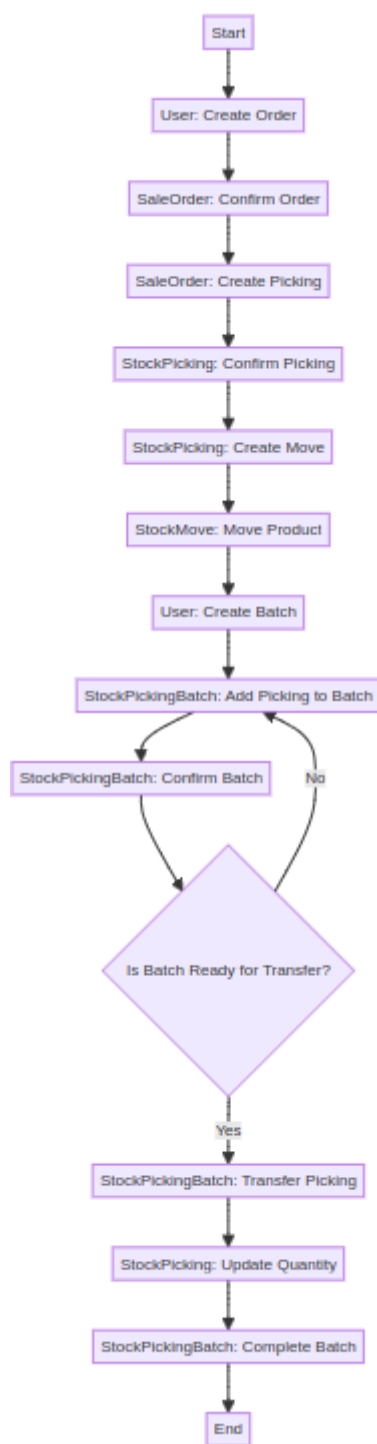 Start
User: Create Order
SaleOrder: Confirm Order
SaleOrder: Create Picking
StockPicking: Confirm Picking
StockPicking: Create Move
StockMove: Move Product
User: Create Batch
StockPickingBatch: Add Picking to Batch
StockPickingBatch: Confirm Batch
No
Is Batch Ready for Transfer?
Yes
StockPickingBatch: Transfer Picking
StockPicking: Update Quantity
StockPickingBatch: Complete Batch
End